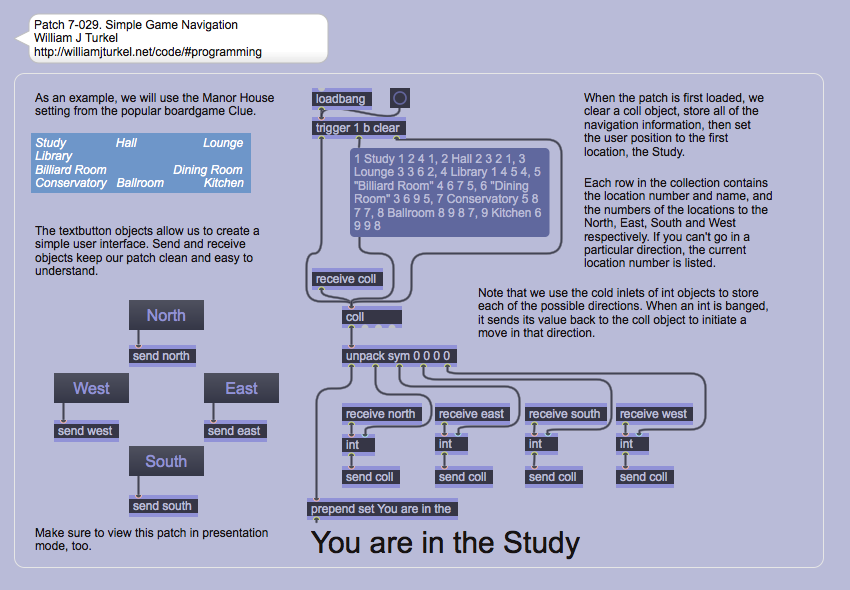 Patch 7-029. Simple Game Navigation
William J Turkel
http://williamjturkel.net/code/#programming
As an example, we will use the Manor House
setting from the popular boardgame Clue.
Study Hall Lounge
Library
Billiard Room Dining Room
Conservatory Ballroom Kitchen
The textbutton objects allow us to create a
simple user interface. Send and receive
objects keep our patch clean and easy to
understand.
North
send north
West
East
send west
send east
South
send south
Make sure to view this patch in presentation
mode, too.
loadbang
trigger 1 b clear
1 Study 1 2 4 1, 2 Hall 2 3 2 1, 3
Lounge 3 3 6 2, 4 Library 1 4 5 4, 5
"Billiard Room" 4 6 7 5, 6 "Dining
Room" 3 6 9 5, 7 Conservatory 5 8
7 7, 8 Ballroom 8 9 8 7, 9 Kitchen 6
9 9 8
receive coll
coll
unpack sym 0 0 0 0
receive north
receive east
receive south
receive west
int
int
int
int
send coll
send coll
send coll
send coll
prepend set You are in the
You are in the Study
When the patch is first loaded, we
clear a coll object, store all of the
navigation information, then set
the user position to the first
location, the Study.
Each row in the collection contains
the location number and name, and
the numbers of the locations to the
North, East, South and West
respectively. If you can't go in a
particular direction, the current
location number is listed.
Note that we use the cold inlets of int objects to store
each of the possible directions. When an int is banged,
it sends its value back to the coll object to initiate a
move in that direction.